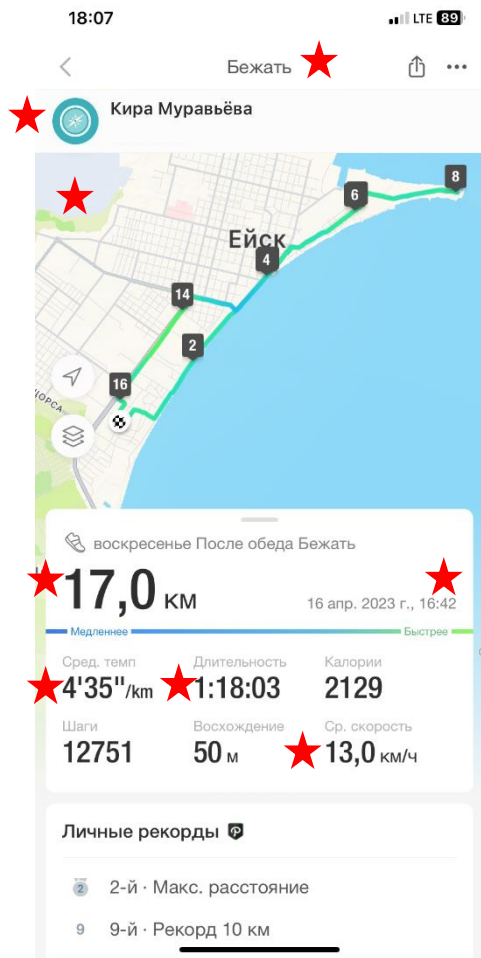 18:07
LTE 89
Бежать
Кира Муравьёва
8
6
Ейск
4
14
2
16
ЩОРСА
воскресенье После обеда Бежать
17,0 км
16 апр. 2023 г., 16:42
Медленнее
Быстрее
Сред. темп
Длительность
Калории
4'35"/km
1:18:03
2129
Шаги
Восхождение
Ср. скорость
12751
50 м
13,0 км/ч
Личные рекорды
2
2-й · Макс. расстояние
9
9-й · Рекорд 10 км